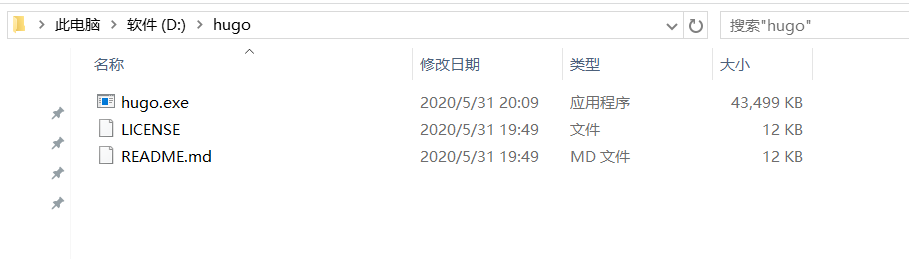 此电脑 > 软件 (D:) > hugo 搜索"hugo"
名称 修改日期 类型 大小
hugo.exe 2020/5/31 20:09 应用程序 43,499 KB
LICENSE 2020/5/31 19:49 文件 12 KB
README.md 2020/5/31 19:49 MD 文件 12 KB